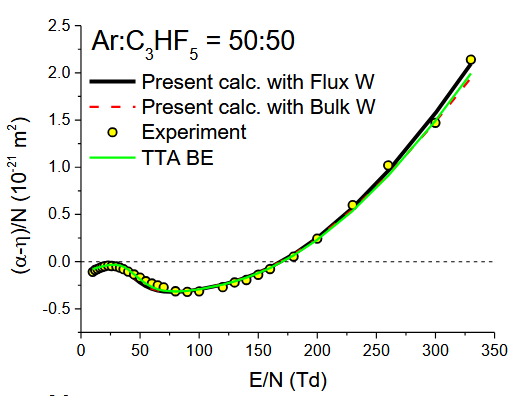 Ar:C₃HF₅ = 50:50
Present calc. with Flux W
Present calc. with Bulk W
Experiment
TTA BE
(α-η)/N (10⁻²¹ m²)
2.5
2.0
1.5
1.0
0.5
0.0
-0.5
0 50 100 150 200 250 300 350
E/N (Td)